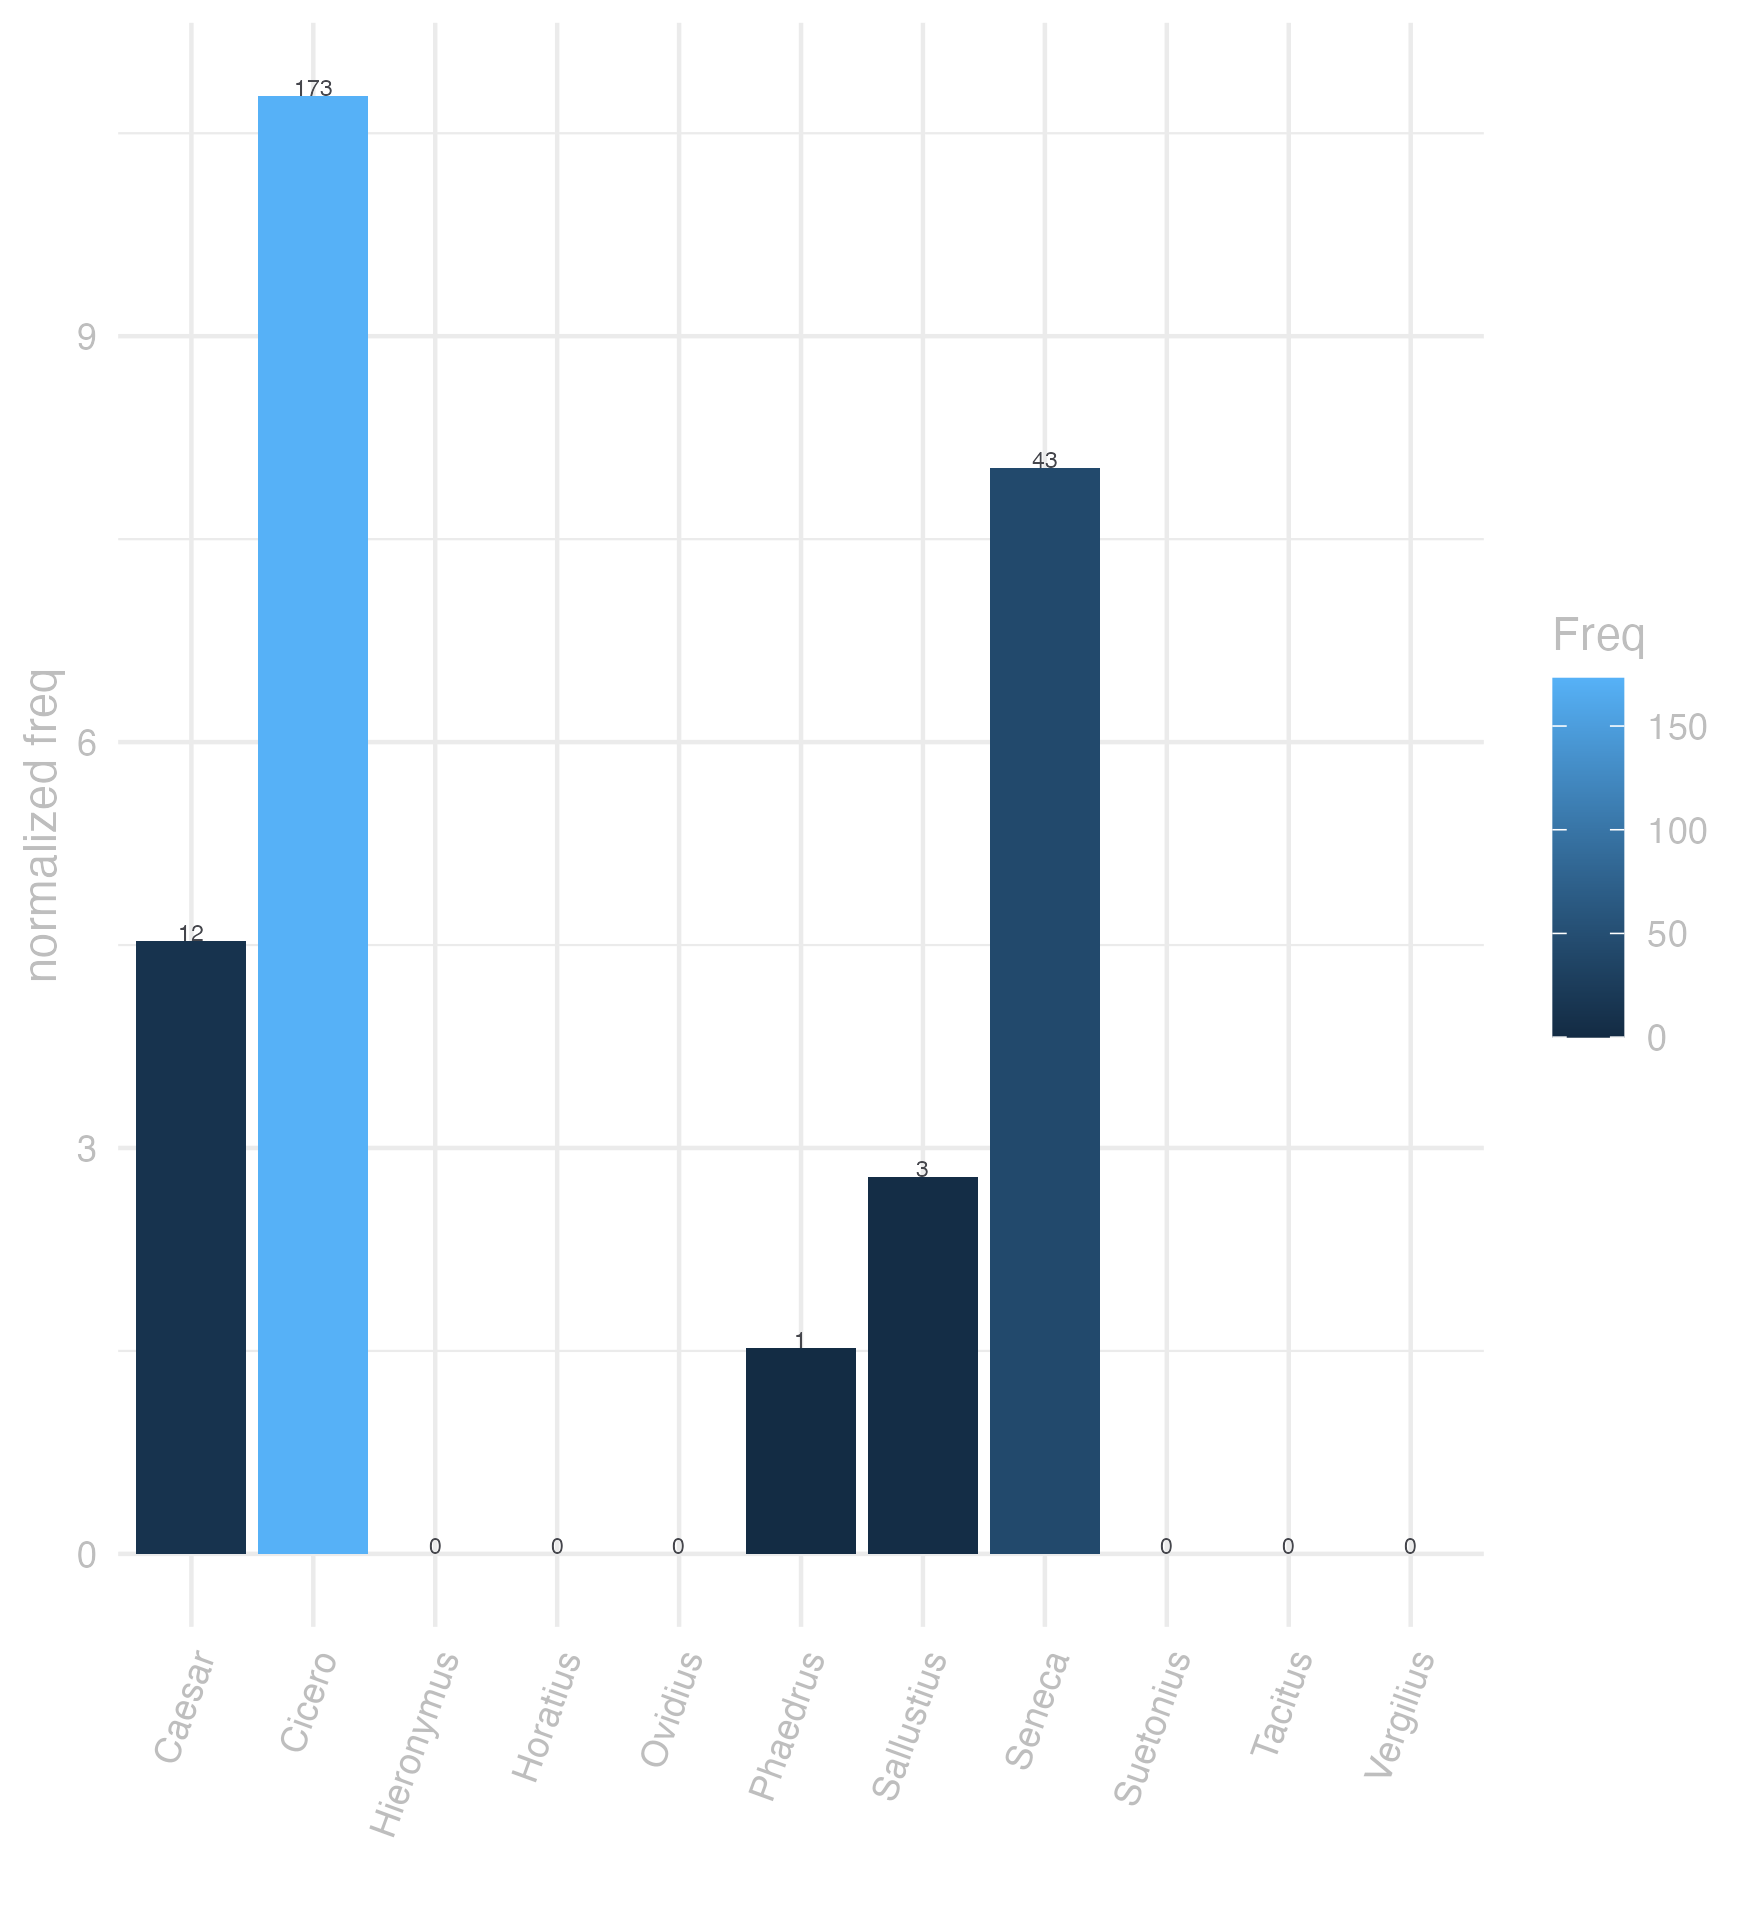 173
9
43
Freq
150
6
100
normalized freq
12
50
0
3
3
1
0
0
0
0
0
0
0
Caesar
Cicero
Hieronymus
Horatius
Ovidius
Phaedrus
Sallustius
Seneca
Suetonius
Tacitus
Vergilius